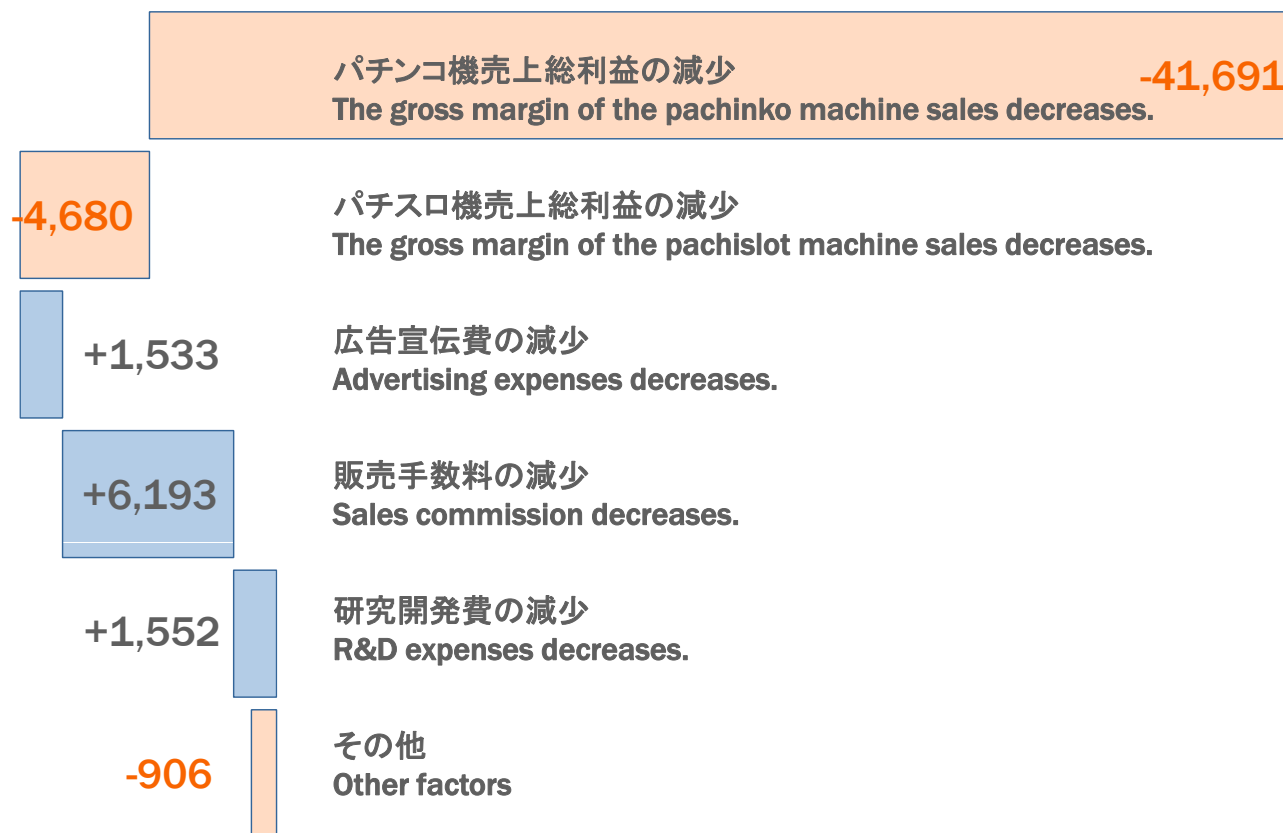 パチンコ機売上総利益の減少
-41,691
The gross margin of the pachinko machine sales decreases.
-4,680
パチスロ機売上総利益の減少
The gross margin of the pachislot machine sales decreases.
+1,533
広告宣伝費の減少
Advertising expenses decreases.
+6,193
販売手数料の減少
Sales commission decreases.
+1,552
研究開発費の減少
R&D expenses decreases.
-906
その他
Other factors